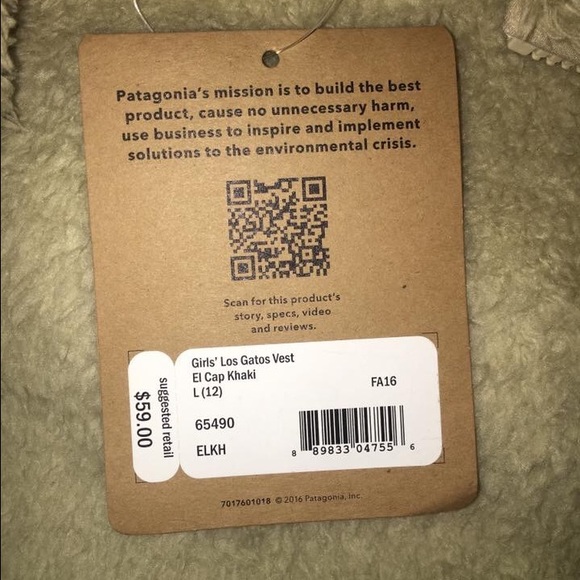 Patagonia's mission is to build the best
product, cause no unnecessary harm,
use business to inspire and implement
solutions to the environmental crisis.
Scan for this product's
story, specs, video
and reviews.
suggested retail
$59.00
Girls' Los Gatos Vest
El Cap Khaki
L (12)
FA16
65490
ELKH
8 89833 04755 6
7017601018 © 2016 Patagonia, Inc.